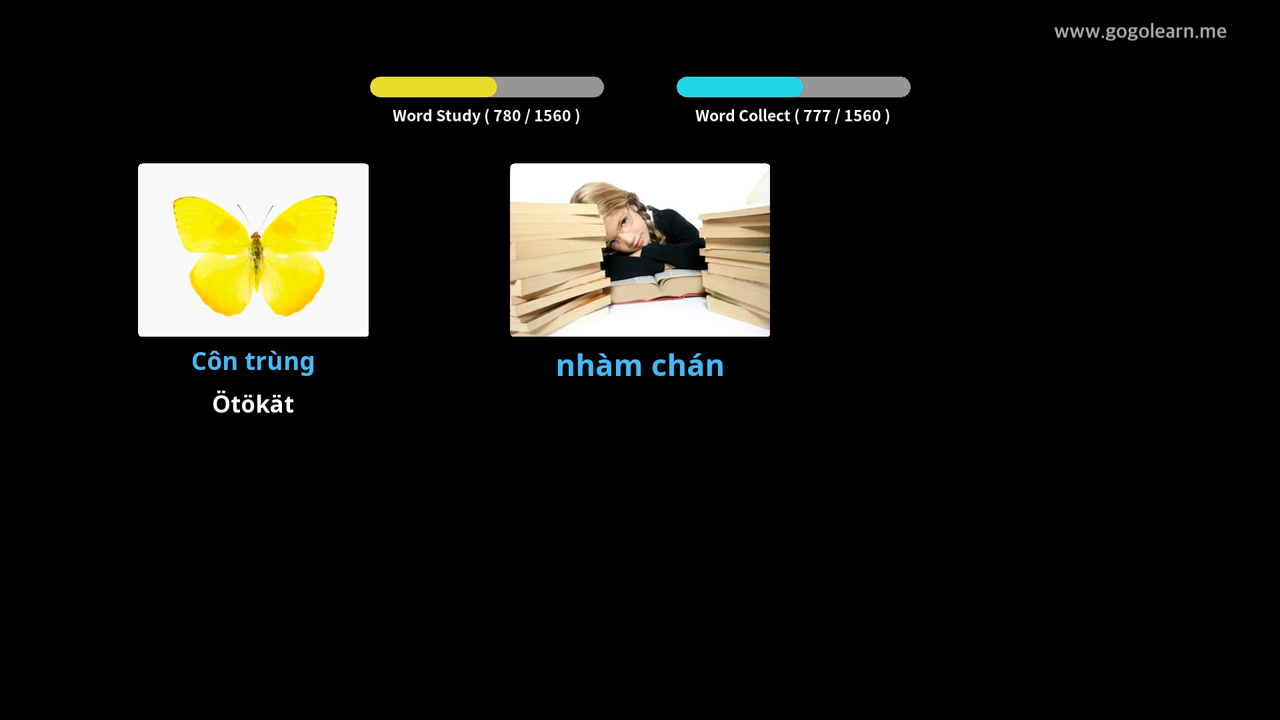 www.gogolearn.me
Word Study ( 780 / 1560 )
Word Collect ( 777 / 1560 )
Côn trùng
Ötökät
nhàm chán